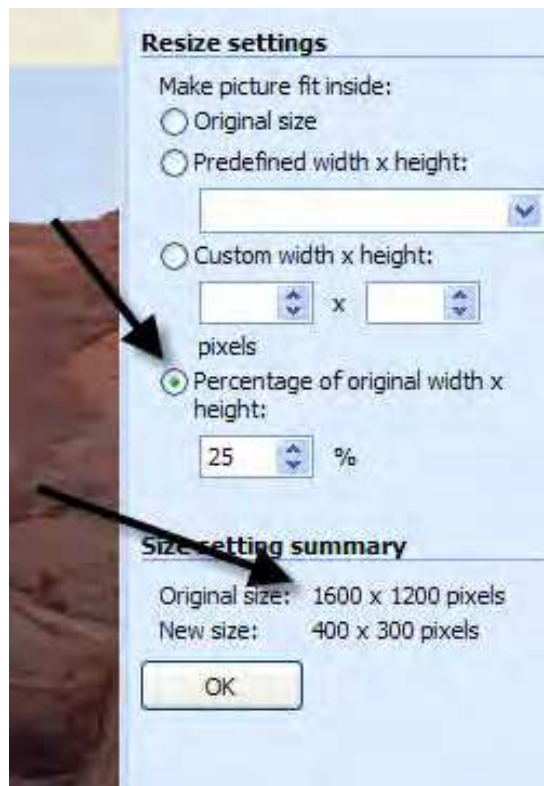 Resize settings
Make picture fit inside:
Original size
Predefined width x height:
Custom width x height:
x
pixels
Percentage of original width x
height:
25 %
Size setting summary
Original size: 1600 x 1200 pixels
New size: 400 x 300 pixels
OK